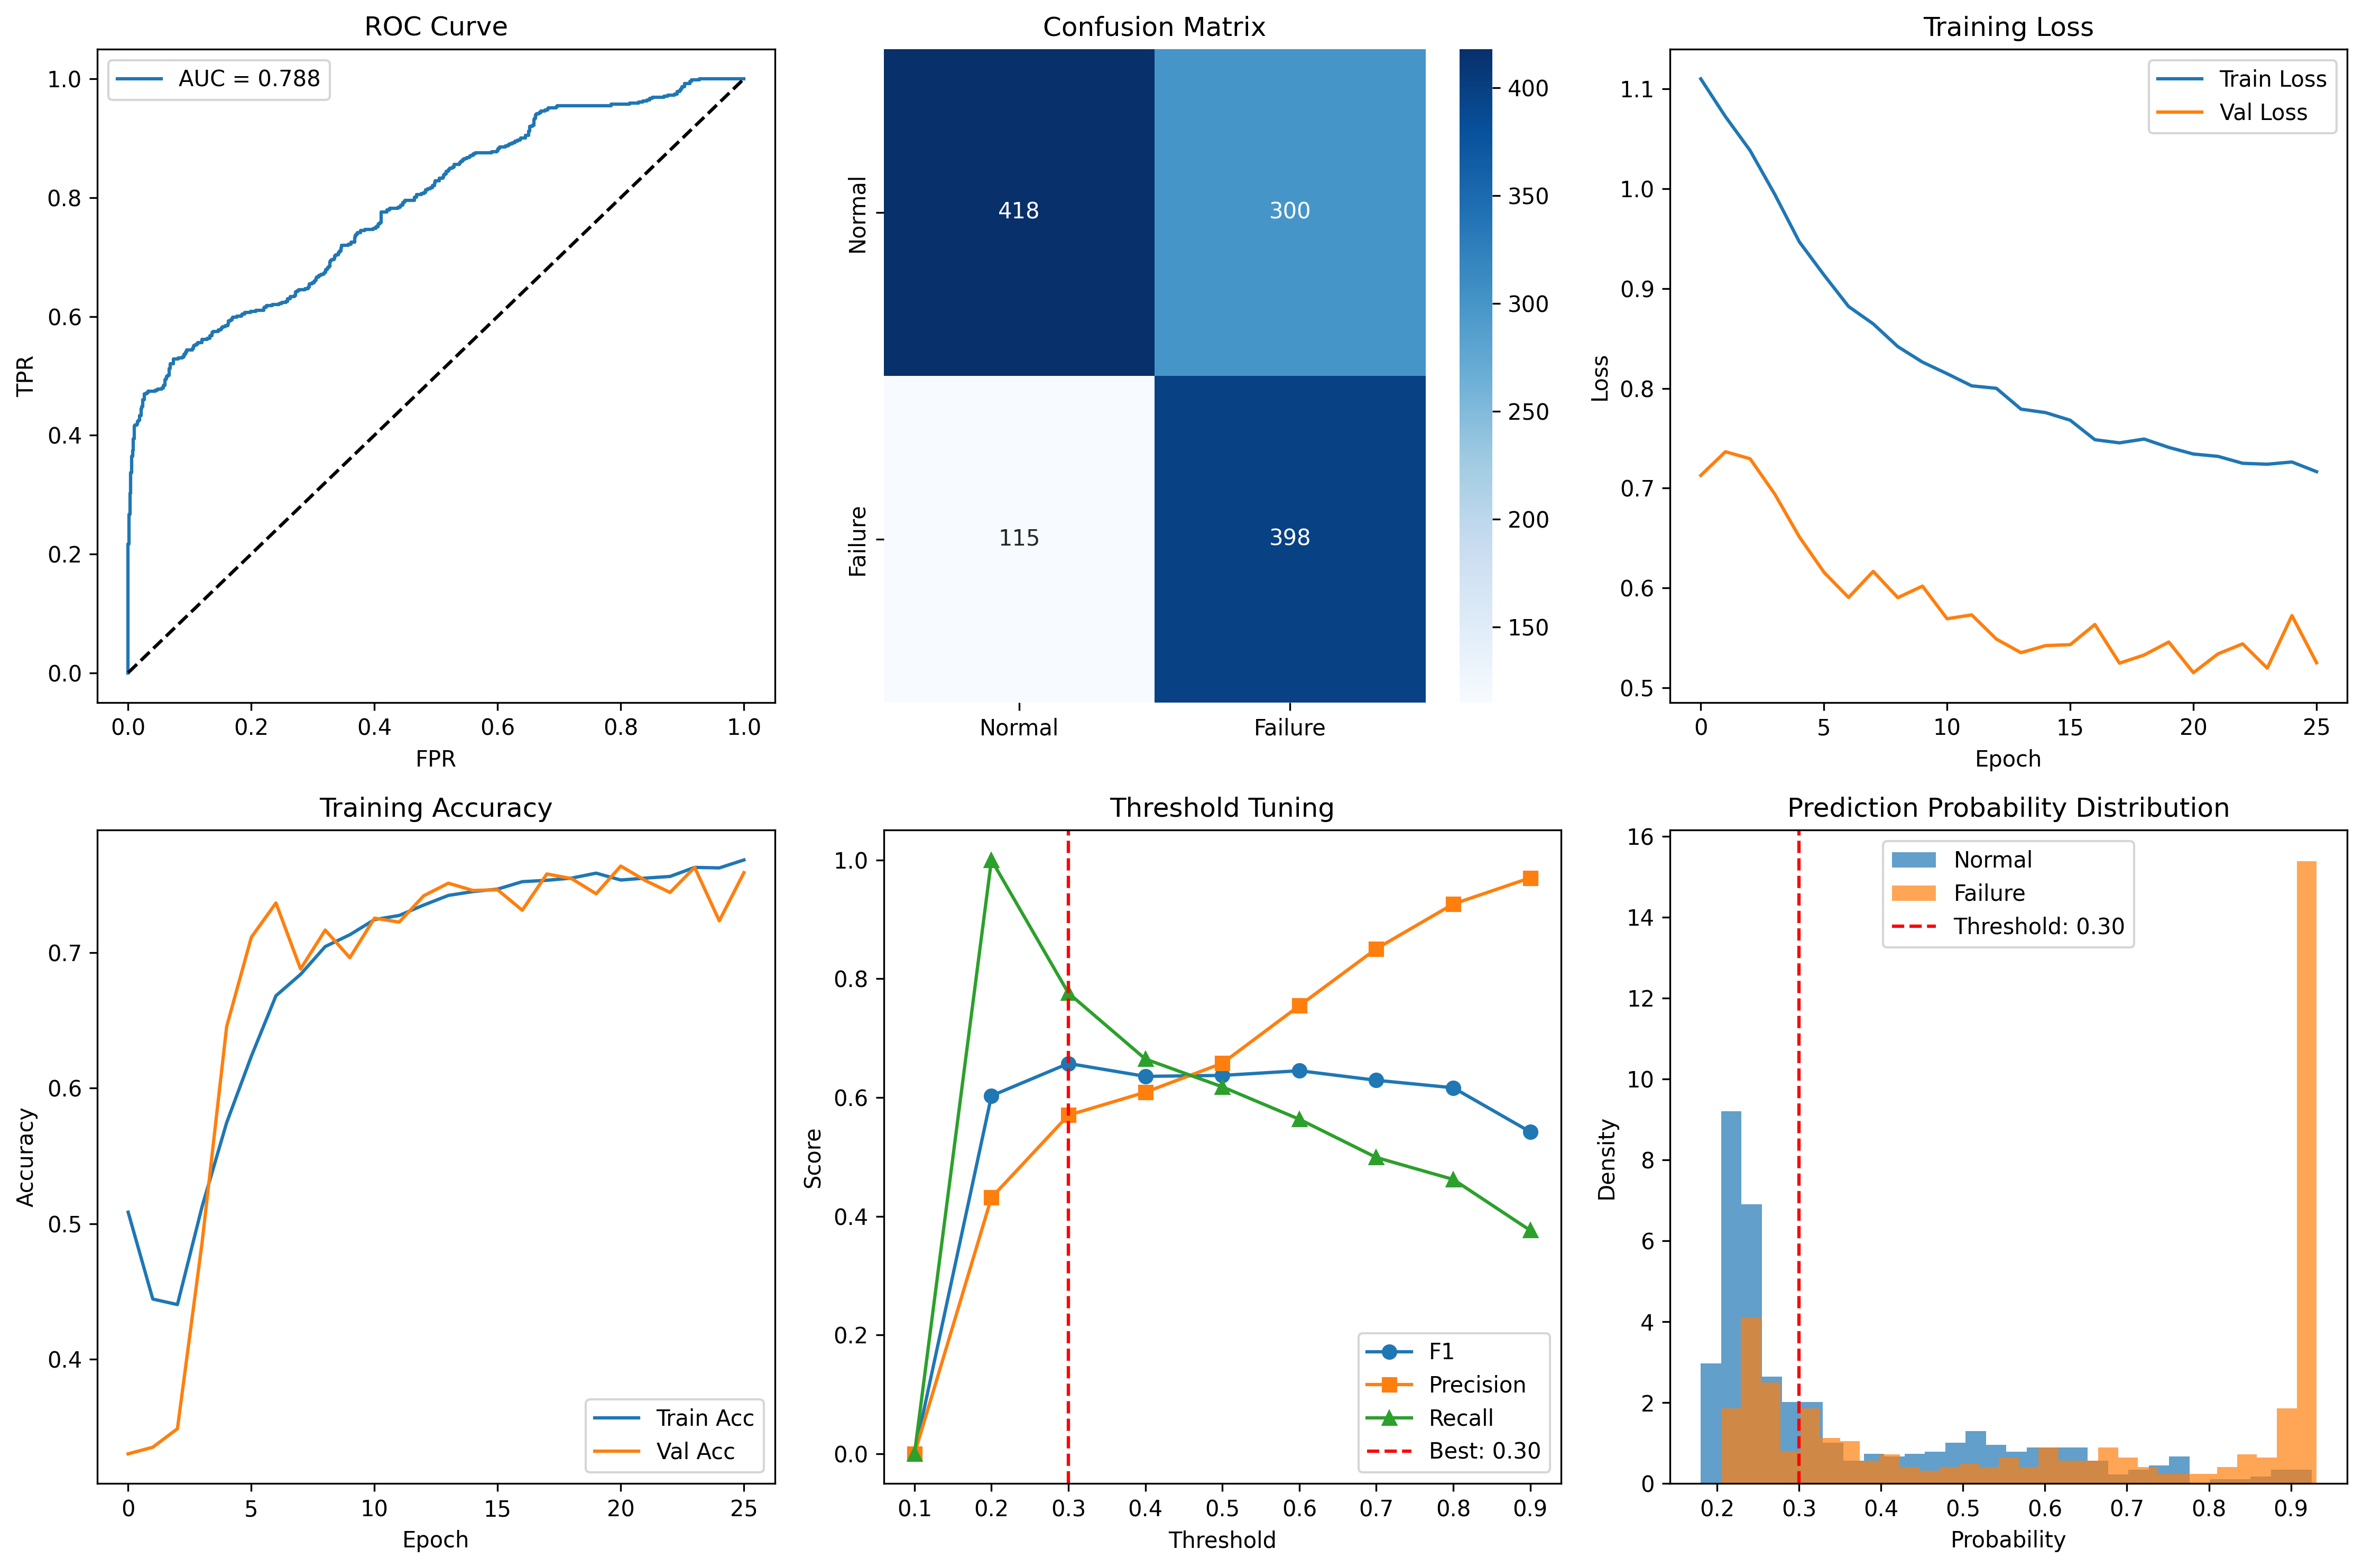 ROC Curve
AUC = 0.788
1.0
0.8
0.6
0.4
0.2
0.0
TPR
0.0 0.2 0.4 0.6 0.8 1.0
FPR
Confusion Matrix
Normal
Failure
418 300
115 398
Normal Failure
400
350
300
250
200
150
Training Loss
Train Loss
Val Loss
1.1
1.0
0.9
0.8
0.7
0.6
0.5
Loss
0 5 10 15 20 25
Epoch
Training Accuracy
0.7
0.6
0.5
0.4
Accuracy
Train Acc
Val Acc
0 5 10 15 20 25
Epoch
Threshold Tuning
1.0
0.8
0.6
0.4
0.2
0.0
Score
F1
Precision
Recall
Best: 0.30
0.1 0.2 0.3 0.4 0.5 0.6 0.7 0.8 0.9
Threshold
Prediction Probability Distribution
Normal
Failure
Threshold: 0.30
16
14
12
10
8
6
4
2
0
Density
0.2 0.3 0.4 0.5 0.6 0.7 0.8 0.9
Probability